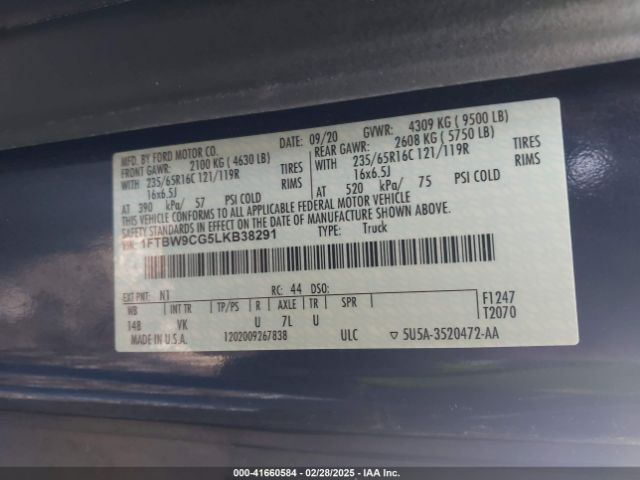 MFD. BY FORD MOTOR CO. DATE: 09/20 GVWR: 4309 KG ( 9500 LB)
FRONT GAWR: 2100 KG ( 4630 LB) REAR GAWR: 2608 KG ( 5750 LB)
WITH 235/65R16C 121/119R TIRES WITH 235/65R16C 121/119R TIRES
16x6.5J RIMS 16x6.5J RIMS
AT 390 kPa/ 57 PSI COLD AT 520 kPa/ 75 PSI COLD
THIS VEHICLE CONFORMS TO ALL APPLICABLE FEDERAL MOTOR VEHICLE
SAFETY STANDARDS IN EFFECT ON THE DATE OF MANUFACTURE SHOWN ABOVE.
VIN: 1FTBW9CG5LKB38291 TYPE: Truck
EXT PNT: N1 RC: 44 DSO:
WB INT TR TP/PS R AXLE TR SPR F1247
148 VK U 7L U T2070
MADE IN U.S.A. 1202009267838 ULC ▽ 5U5A-3520472-AA
000-41660584 | 02/28/2025 - IAA Inc.